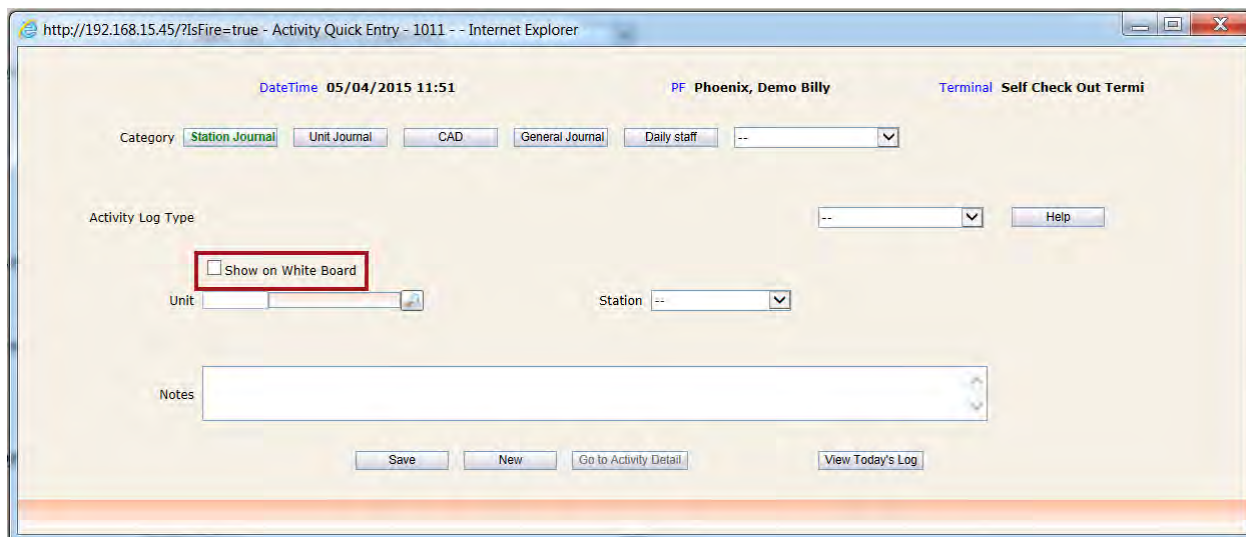 http://192.168.15.45/?IsFire=true - Activity Quick Entry - 1011 - - Internet Explorer
DateTime 05/04/2015 11:51 PF Phoenix, Demo Billy Terminal Self Check Out Termi
Category Station Journal Unit Journal CAD General Journal Daily staff --
Activity Log Type -- Help
Show on White Board
Unit Station --
Notes
Save New Go to Activity Detail View Today's Log